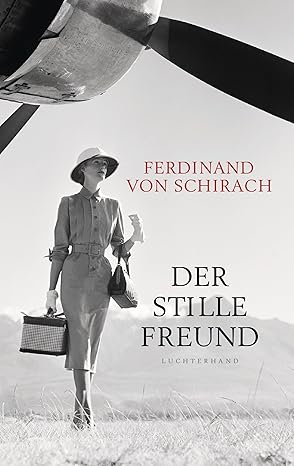 FERDINAND
VON SCHIRACH
DER
STILLE
FREUND
LUCHTERHAND